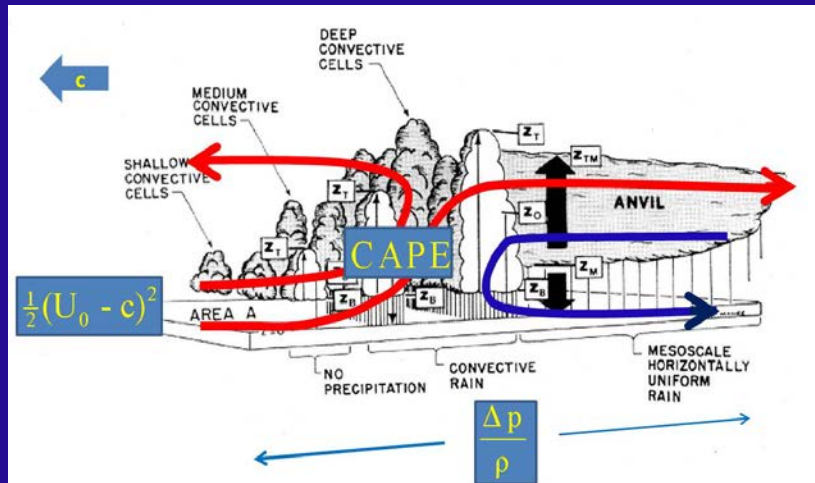 c
DEEP
CONVECTIVE
CELLS
MEDIUM
CONVECTIVE
CELLS
SHALLOW
CONVECTIVE
CELLS
Z_T
Z_TM
Z_T
Z_O
ANVIL
Z_T
CAPE
Z_M
½(U₀ - c)²
Z_B
Z_B
Z_B
AREA A
NO
PRECIPITATION
CONVECTIVE
RAIN
MESOSCALE
HORIZONTALLY
UNIFORM
RAIN
Δp
ρ